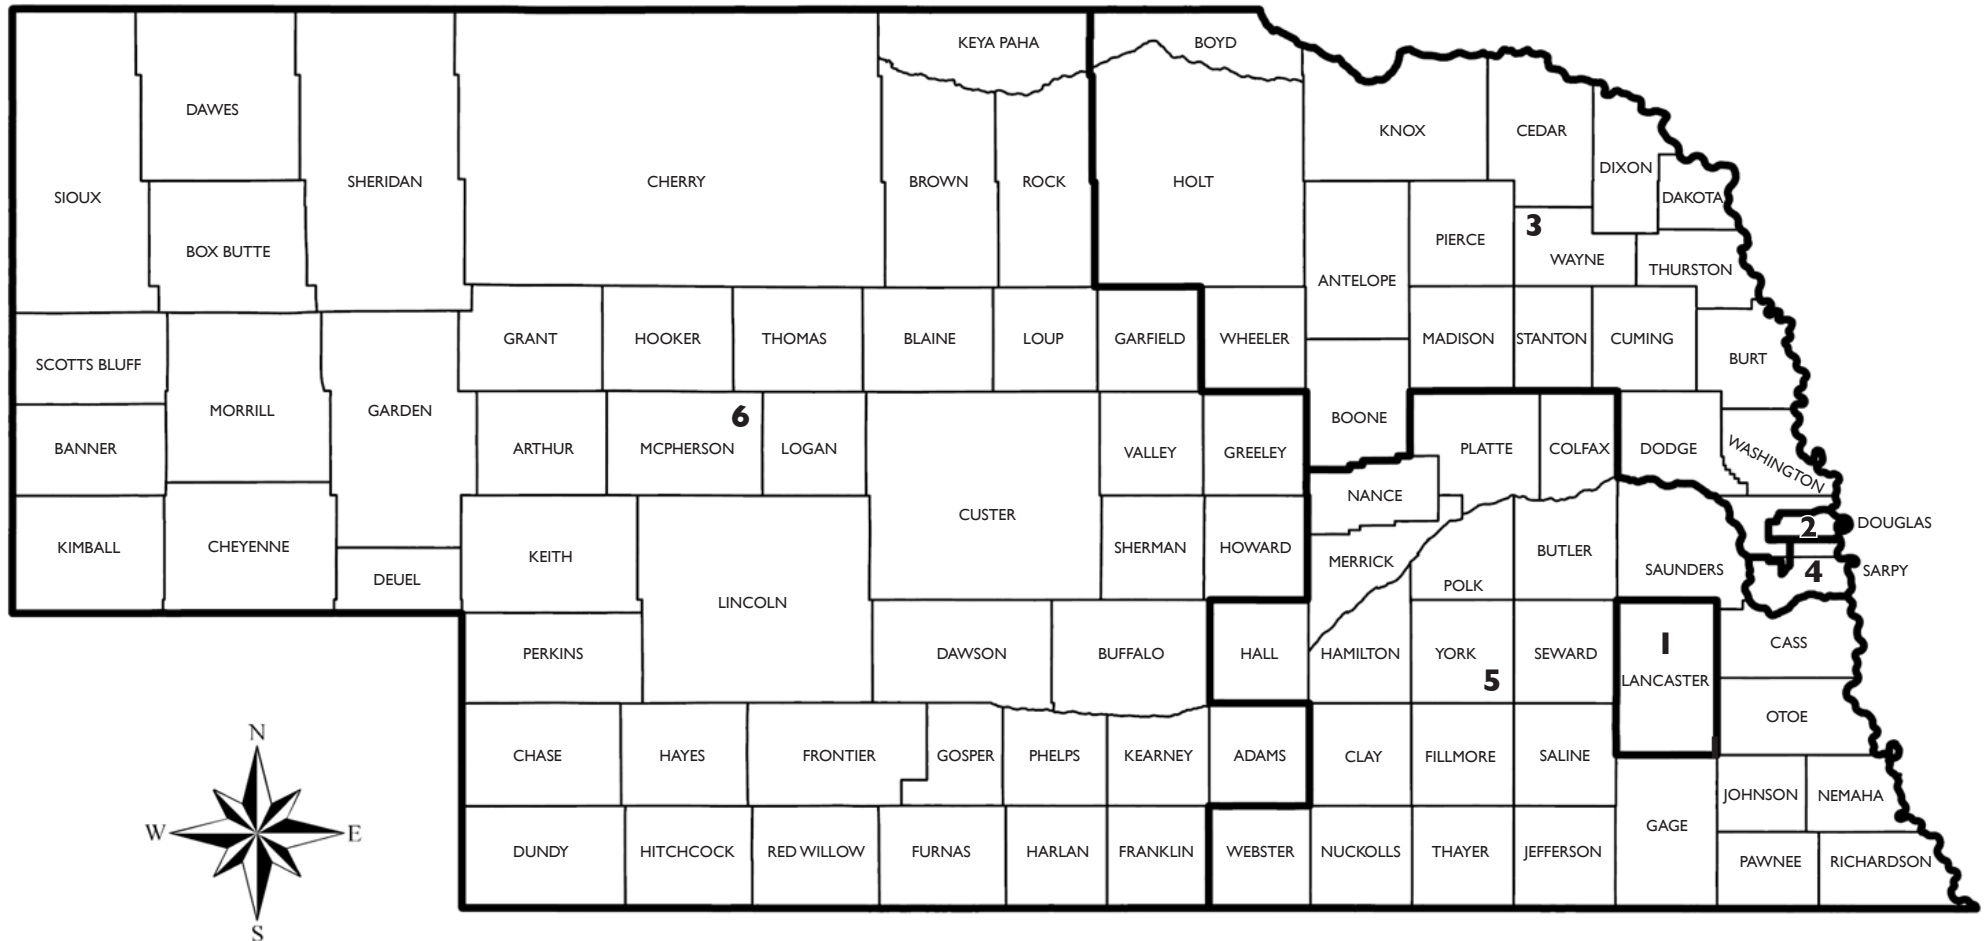 KEYA PAHA
BOYD
DAWES
KNOX
CEDAR
DIXON
SIOUX
SHERIDAN
CHERRY
BROWN
ROCK
HOLT
DAKOTA
BOX BUTTE
PIERCE
3
WAYNE
THURSTON
ANTELOPE
GRANT
HOOKER
THOMAS
BLAINE
LOUP
GARFIELD
WHEELER
MADISON
STANTON
CUMING
BURT
SCOTTS BLUFF
MORRILL
GARDEN
6
BOONE
BANNER
ARTHUR
MCPHERSON
LOGAN
VALLEY
GREELEY
PLATTE
COLFAX
DODGE
WASHINGTON
NANCE
CUSTER
2
DOUGLAS
KIMBALL
CHEYENNE
KEITH
SHERMAN
HOWARD
MERRICK
BUTLER
SAUNDERS
4
SARPY
DEUEL
LINCOLN
POLK
PERKINS
DAWSON
BUFFALO
HALL
HAMILTON
YORK
SEWARD
1
CASS
5
LANCASTER
OTOE
N
CHASE
HAYES
FRONTIER
GOSPER
PHELPS
KEARNEY
ADAMS
CLAY
FILLMORE
SALINE
JOHNSON
NEMAHA
W
E
GAGE
DUNDY
HITCHCOCK
RED WILLOW
FURNAS
HARLAN
FRANKLIN
WEBSTER
NUCKOLLS
THAYER
JEFFERSON
PAWNEE
RICHARDSON
S